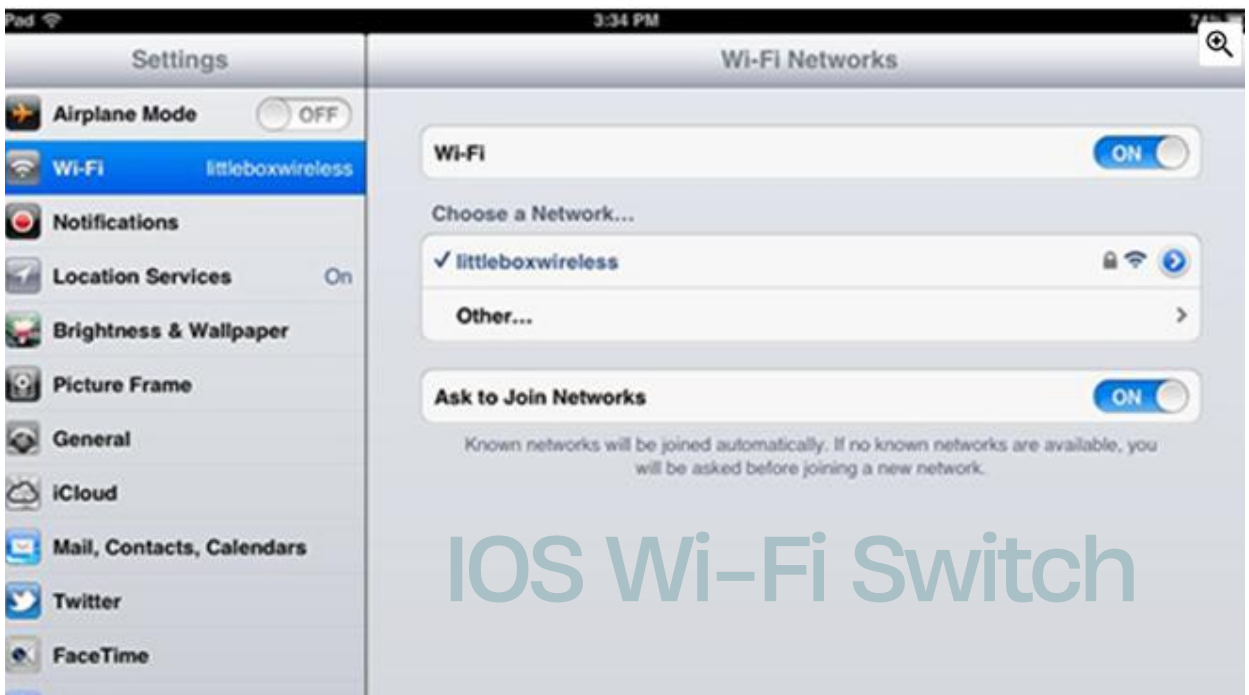 Pad 3:34 PM
Settings
Airplane Mode OFF
Wi-Fi littleboxwireless
Notifications
Location Services On
Brightness & Wallpaper
Picture Frame
General
iCloud
Mail, Contacts, Calendars
Twitter
FaceTime
Wi-Fi Networks
Wi-Fi ON
Choose a Network...
✓ littleboxwireless
Other...
Ask to Join Networks ON
Known networks will be joined automatically. If no known networks are available, you
will be asked before joining a new network.
IOS Wi-Fi Switch